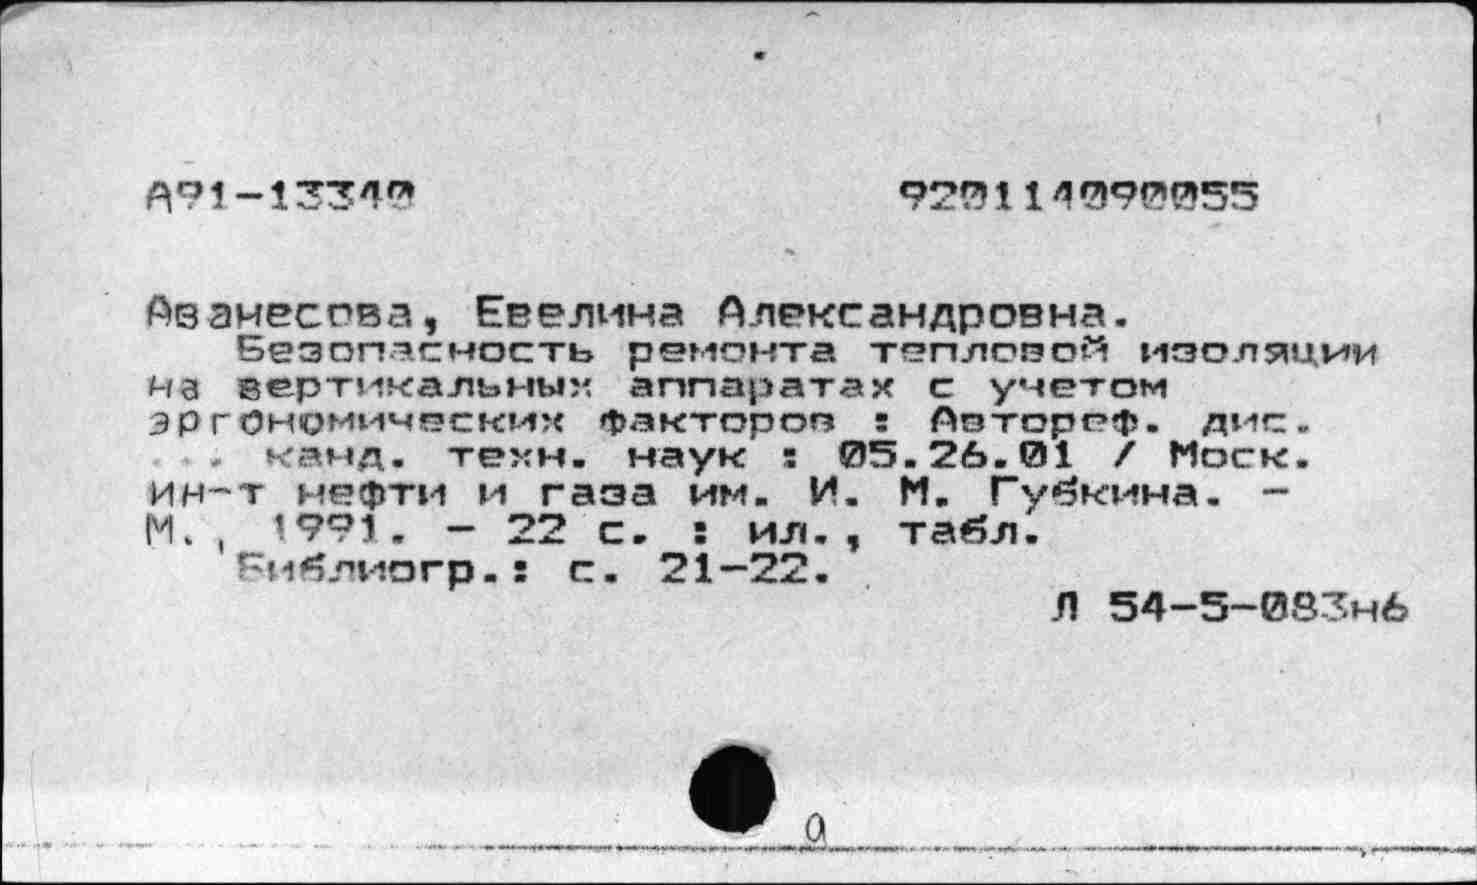 А91-13340 920114090055
Аванесова, Евелина Александровна.
Безопасность ремонта тепловой изоляции
на вертикальных аппаратах с учетом
эргономических факторов : Автореф. дис.
... канд. техн. наук : 05.26.01 / Моск.
ин-т нефти и газа им. И. М. Губкина. -
М., 1991. - 22 с. : ил., табл.
Библиогр.: с. 21-22.
Л 54-5-083н6
а